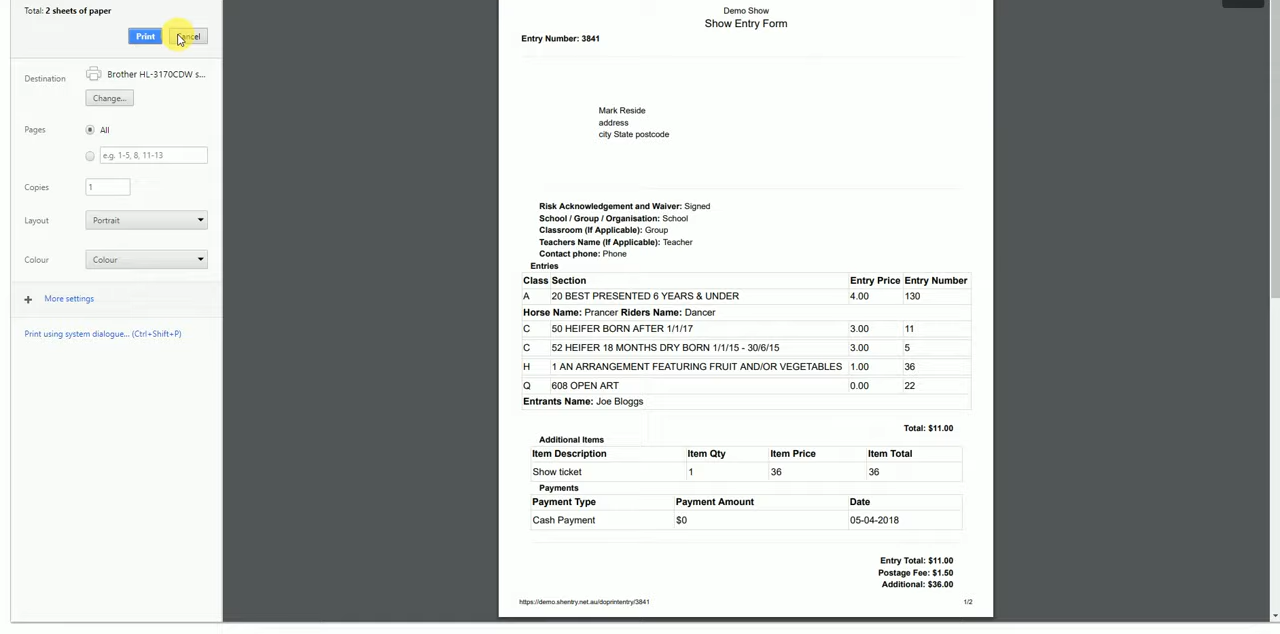 Total: 2 sheets of paper
Print
Cancel
Destination
Brother HL-3170CDW s...
Change...
Pages
All
e.g. 1-5, 8, 11-13
Copies
1
Layout
Portrait
Colour
Colour
More settings
Print using system dialogue... (Ctrl+Shift+P)
Demo Show
Show Entry Form
Entry Number: 3841
Mark Reside
address
city State postcode
Risk Acknowledgement and Waiver: Signed
School / Group / Organisation: School
Classroom (If Applicable): Group
Teachers Name (If Applicable): Teacher
Contact phone: Phone
Entries
Class Section Entry Price Entry Number
A 20 BEST PRESENTED 6 YEARS & UNDER 4.00 130
Horse Name: Prancer Riders Name: Dancer
C 50 HEIFER BORN AFTER 1/1/17 3.00 11
C 52 HEIFER 18 MONTHS DRY BORN 1/1/15 - 30/6/15 3.00 5
H 1 AN ARRANGEMENT FEATURING FRUIT AND/OR VEGETABLES 1.00 36
Q 608 OPEN ART 0.00 22
Entrants Name: Joe Bloggs
Total: $11.00
Additional Items
Item Description Item Qty Item Price Item Total
Show ticket 1 36 36
Payments
Payment Type Payment Amount Date
Cash Payment $0 05-04-2018
Entry Total: $11.00
Postage Fee: $1.50
Additional: $36.00
https://demo.shentry.net.au/doprintentry/3841 1/2